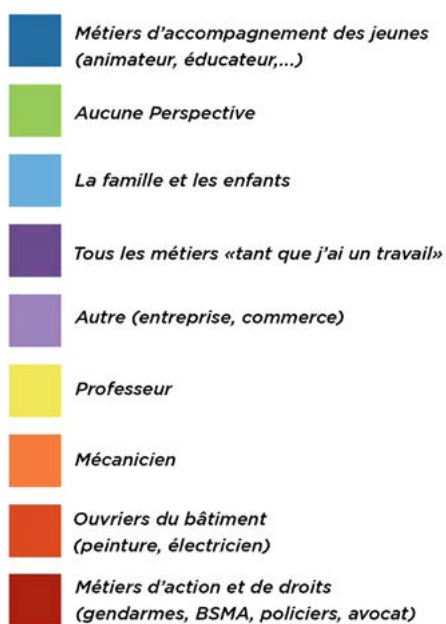 Métiers d'accompagnement des jeunes
(animateur, éducateur,...)
Aucune Perspective
La famille et les enfants
Tous les métiers «tant que j'ai un travail»
Autre (entreprise, commerce)
Professeur
Mécanicien
Ouvriers du bâtiment
(peinture, électricien)
Métiers d'action et de droits
(gendarmes, BSMA, policiers, avocat)